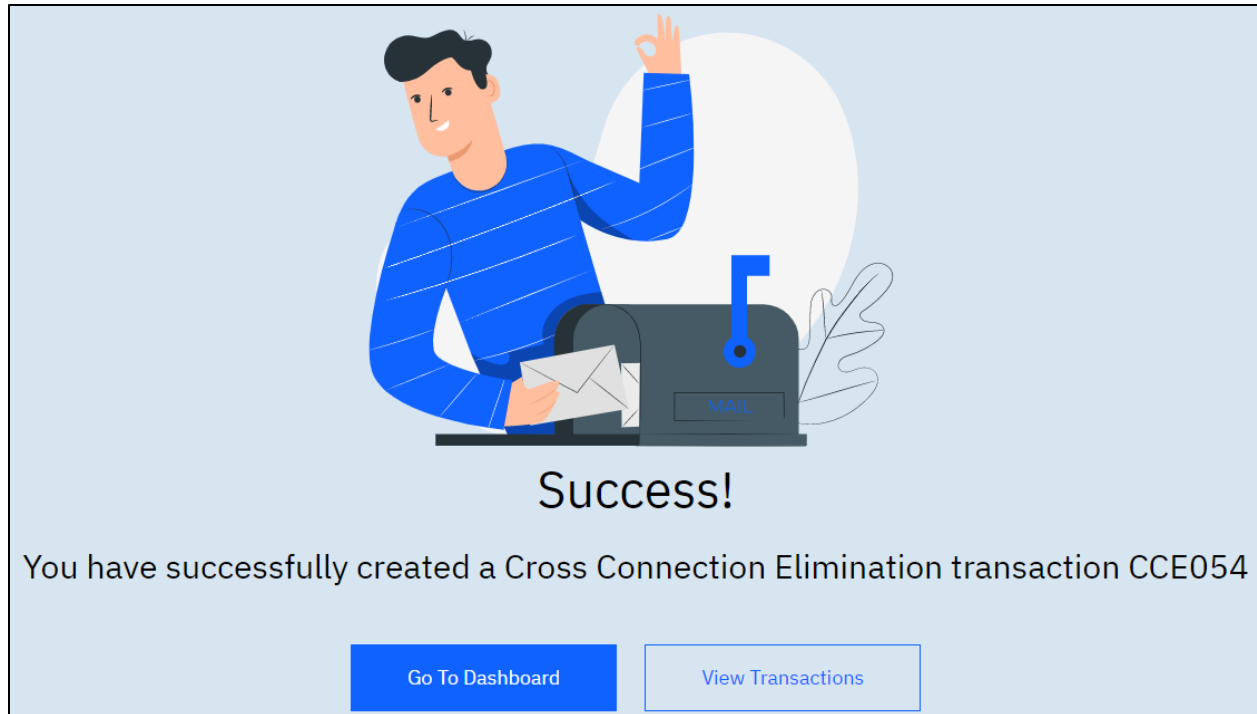 MAIL
Success!
You have successfully created a Cross Connection Elimination transaction CCE054
Go To Dashboard
View Transactions